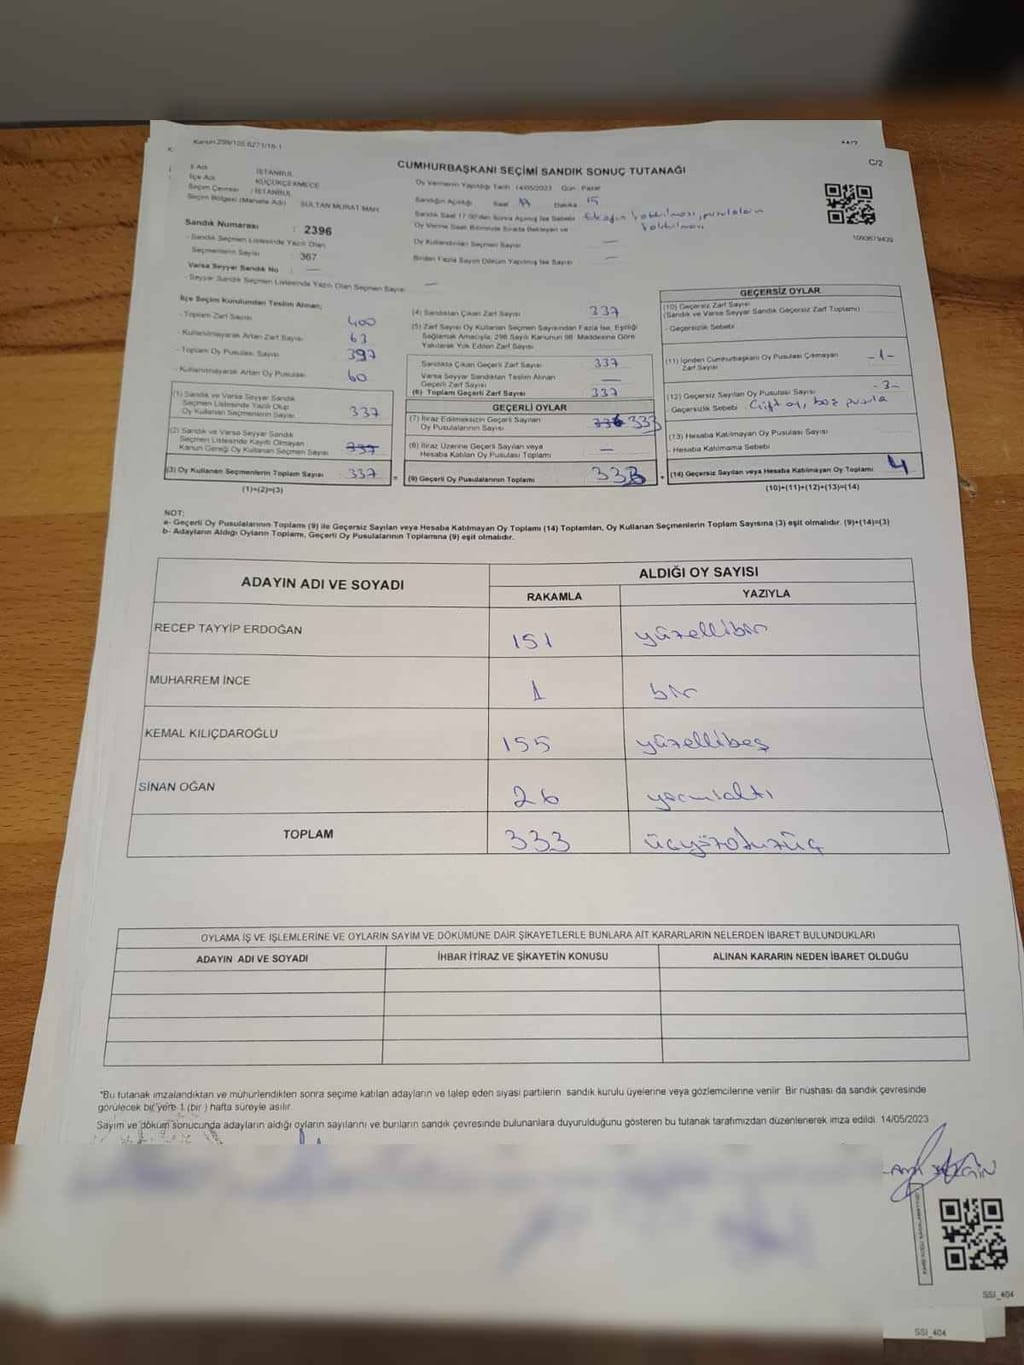 Kanun 298/105.6271/16-1
C/2
CUMHURBAŞKANI SEÇİMİ SANDIK SONUÇ TUTANAĞI
İl Adı : İSTANBUL
İlçe Adı : KÜÇÜKÇEKMECE
Seçim Çevresi : İSTANBUL
Seçim Bölgesi (Mahalle Adı) : SULTAN MURAT MAH.
Sandık Numarası : 2396
- Sandık Seçmen Listesinde Yazılı Olan
Seçmenlerin Sayısı : 367
Varsa Seyyar Sandık No : —
- Seyyar Sandık Seçmen Listesinde Yazılı Olan Seçmen Sayısı —
Oy Vermenin Yapıldığı Tarih 14/05/2023 Gün Pazar
Sandığın Açıldığı Saat 17 Dakika 15
Sandık Saat 17:00'den Sonra Açılmış İse Sebebi
Oy Verme Saati Bitiminde Sırada Bekleyen ve
Oy Kullandırılan Seçmen Sayısı —
Birden Fazla Sayım Döküm Yapılmış İse Sayısı —
1093679439
İlçe Seçim Kurulundan Teslim Alınan;
- Toplam Zarf Sayısı 400
- Kullanılmayarak Artan Zarf Sayısı 63
- Toplam Oy Pusulası Sayısı 397
- Kullanılmayarak Artan Oy Pusulası 60
(1) Sandık ve Varsa Seyyar Sandık
Seçmen Listesinde Yazılı Olup
Oy Kullanan Seçmenlerin Sayısı 337
(2) Sandık ve Varsa Seyyar Sandık
Seçmen Listesinde Kayıtlı Olmayan
Kanun Gereği Oy Kullanan Seçmen Sayısı 337
(3) Oy Kullanan Seçmenlerin Toplam Sayısı 337
(1)+(2)=(3)
(4) Sandıktan Çıkan Zarf Sayısı 337
(5) Zarf Sayısı Oy Kullanan Seçmen Sayısından Fazla İse, Eşitliği
Sağlamak Amacıyla, 298 Sayılı Kanunun 98. Maddesine Göre
Yakılarak Yok Edilen Zarf Sayısı
Sandıkta Çıkan Geçerli Zarf Sayısı 337
Varsa Seyyar Sandıktan Teslim Alınan
Geçerli Zarf Sayısı —
(6) Toplam Geçerli Zarf Sayısı 337
GEÇERLİ OYLAR
(7) İtiraz Edilmeksizin Geçerli Sayılan
Oy Pusulalarının Sayısı 336 333
(8) İtiraz Üzerine Geçerli Sayılan veya
Hesaba Katılan Oy Pusulası Toplamı —
(9) Geçerli Oy Pusulalarının Toplamı 333
GEÇERSİZ OYLAR
(10) Geçersiz Zarf Sayısı
(Sandık ve Varsa Seyyar Sandık Geçersiz Zarf Toplamı)
- Geçersizlik Sebebi
(11) İçinden Cumhurbaşkanı Oy Pusulası Çıkmayan
Zarf Sayısı -1-
(12) Geçersiz Sayılan Oy Pusulası Sayısı -3-
Geçersizlik Sebebi Çift oy, boş pusula
(13) Hesaba Katılmayan Oy Pusulası Sayısı
- Hesaba Katılmama Sebebi
(14) Geçersiz Sayılan veya Hesaba Katılmayan Oy Toplamı 4
(10)+(11)+(12)+(13)=(14)
NOT:
a- Geçerli Oy Pusulalarının Toplamı (9) ile Geçersiz Sayılan veya Hesaba Katılmayan Oy Toplamı (14) Toplamları, Oy Kullanan Seçmenlerin Toplam Sayısına (3) eşit olmalıdır. (9)+(14)=(3)
b- Adayların Aldığı Oyların Toplamı, Geçerli Oy Pusulalarının Toplamına (9) eşit olmalıdır.
ADAYIN ADI VE SOYADI ALDIĞI OY SAYISI
RAKAMLA YAZIYLA
RECEP TAYYİP ERDOĞAN 151 yüzellibir
MUHARREM İNCE 1 bir
KEMAL KILIÇDAROĞLU 155 yüzellibeş
SİNAN OĞAN 26 yirmialtı
TOPLAM 333 üçyüzotuzüç
OYLAMA İŞ VE İŞLEMLERİNE VE OYLARIN SAYIM VE DÖKÜMÜNE DAİR ŞİKAYETLERLE BUNLARA AİT KARARLARIN NELERDEN İBARET BULUNDUKLARI
ADAYIN ADI VE SOYADI İHBAR İTİRAZ VE ŞİKAYETİN KONUSU ALINAN KARARIN NEDEN İBARET OLDUĞU
*Bu tutanak imzalandıktan ve mühürlendikten sonra seçime katılan adayların ve talep eden siyasi partilerin sandık kurulu üyelerine veya gözlemcilerine verilir. Bir nüshası da sandık çevresinde
görülecek bir yere 1 (bir ) hafta süreyle asılır.
Sayım ve döküm sonucunda adayların aldığı oyların sayılarını ve bunların sandık çevresinde bulunanlara duyurulduğunu gösteren bu tutanak tarafımızdan düzenlenerek imza edildi. 14/05/2023
SSI_404
SSI_404